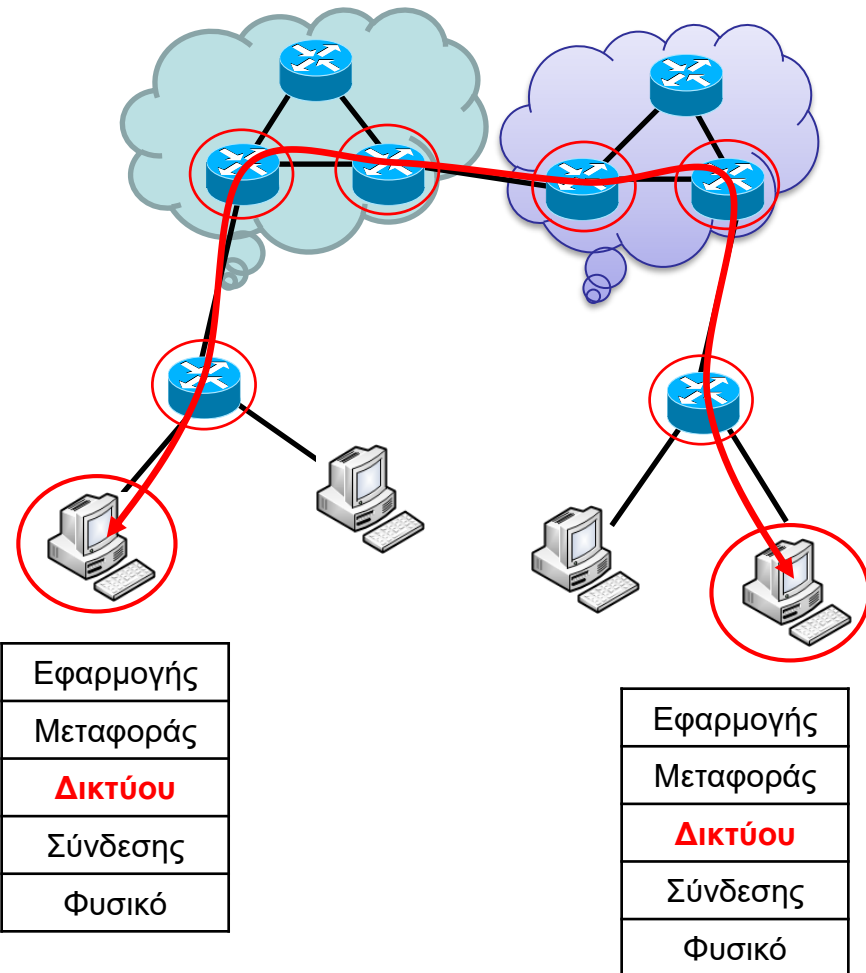 Εφαρμογής
Μεταφοράς
Δικτύου
Σύνδεσης
Φυσικό
Εφαρμογής
Μεταφοράς
Δικτύου
Σύνδεσης
Φυσικό